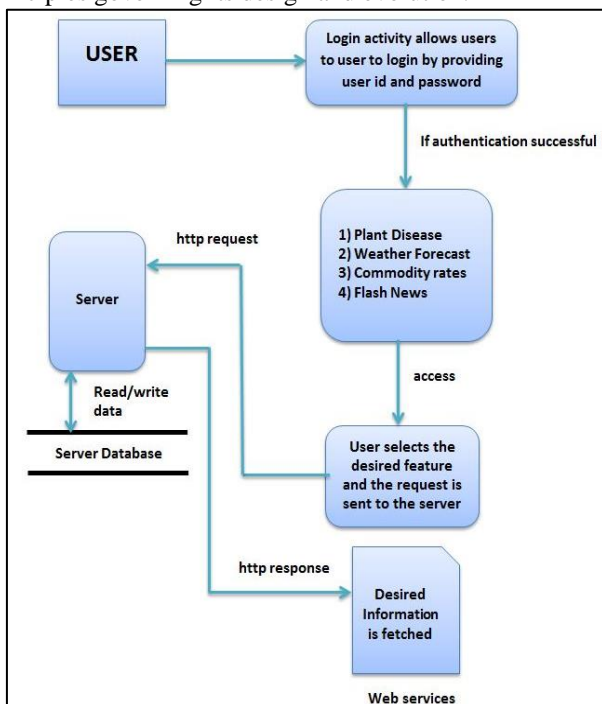 USER
Login activity allows users
to user to login by providing
user id and password
If authentication successful
1) Plant Disease
2) Weather Forecast
3) Commodity rates
4) Flash News
http request
Server
access
Read/write
data
Server Database
User selects the
desired feature
and the request is
sent to the server
http response
Desired
Information
is fetched
Web services